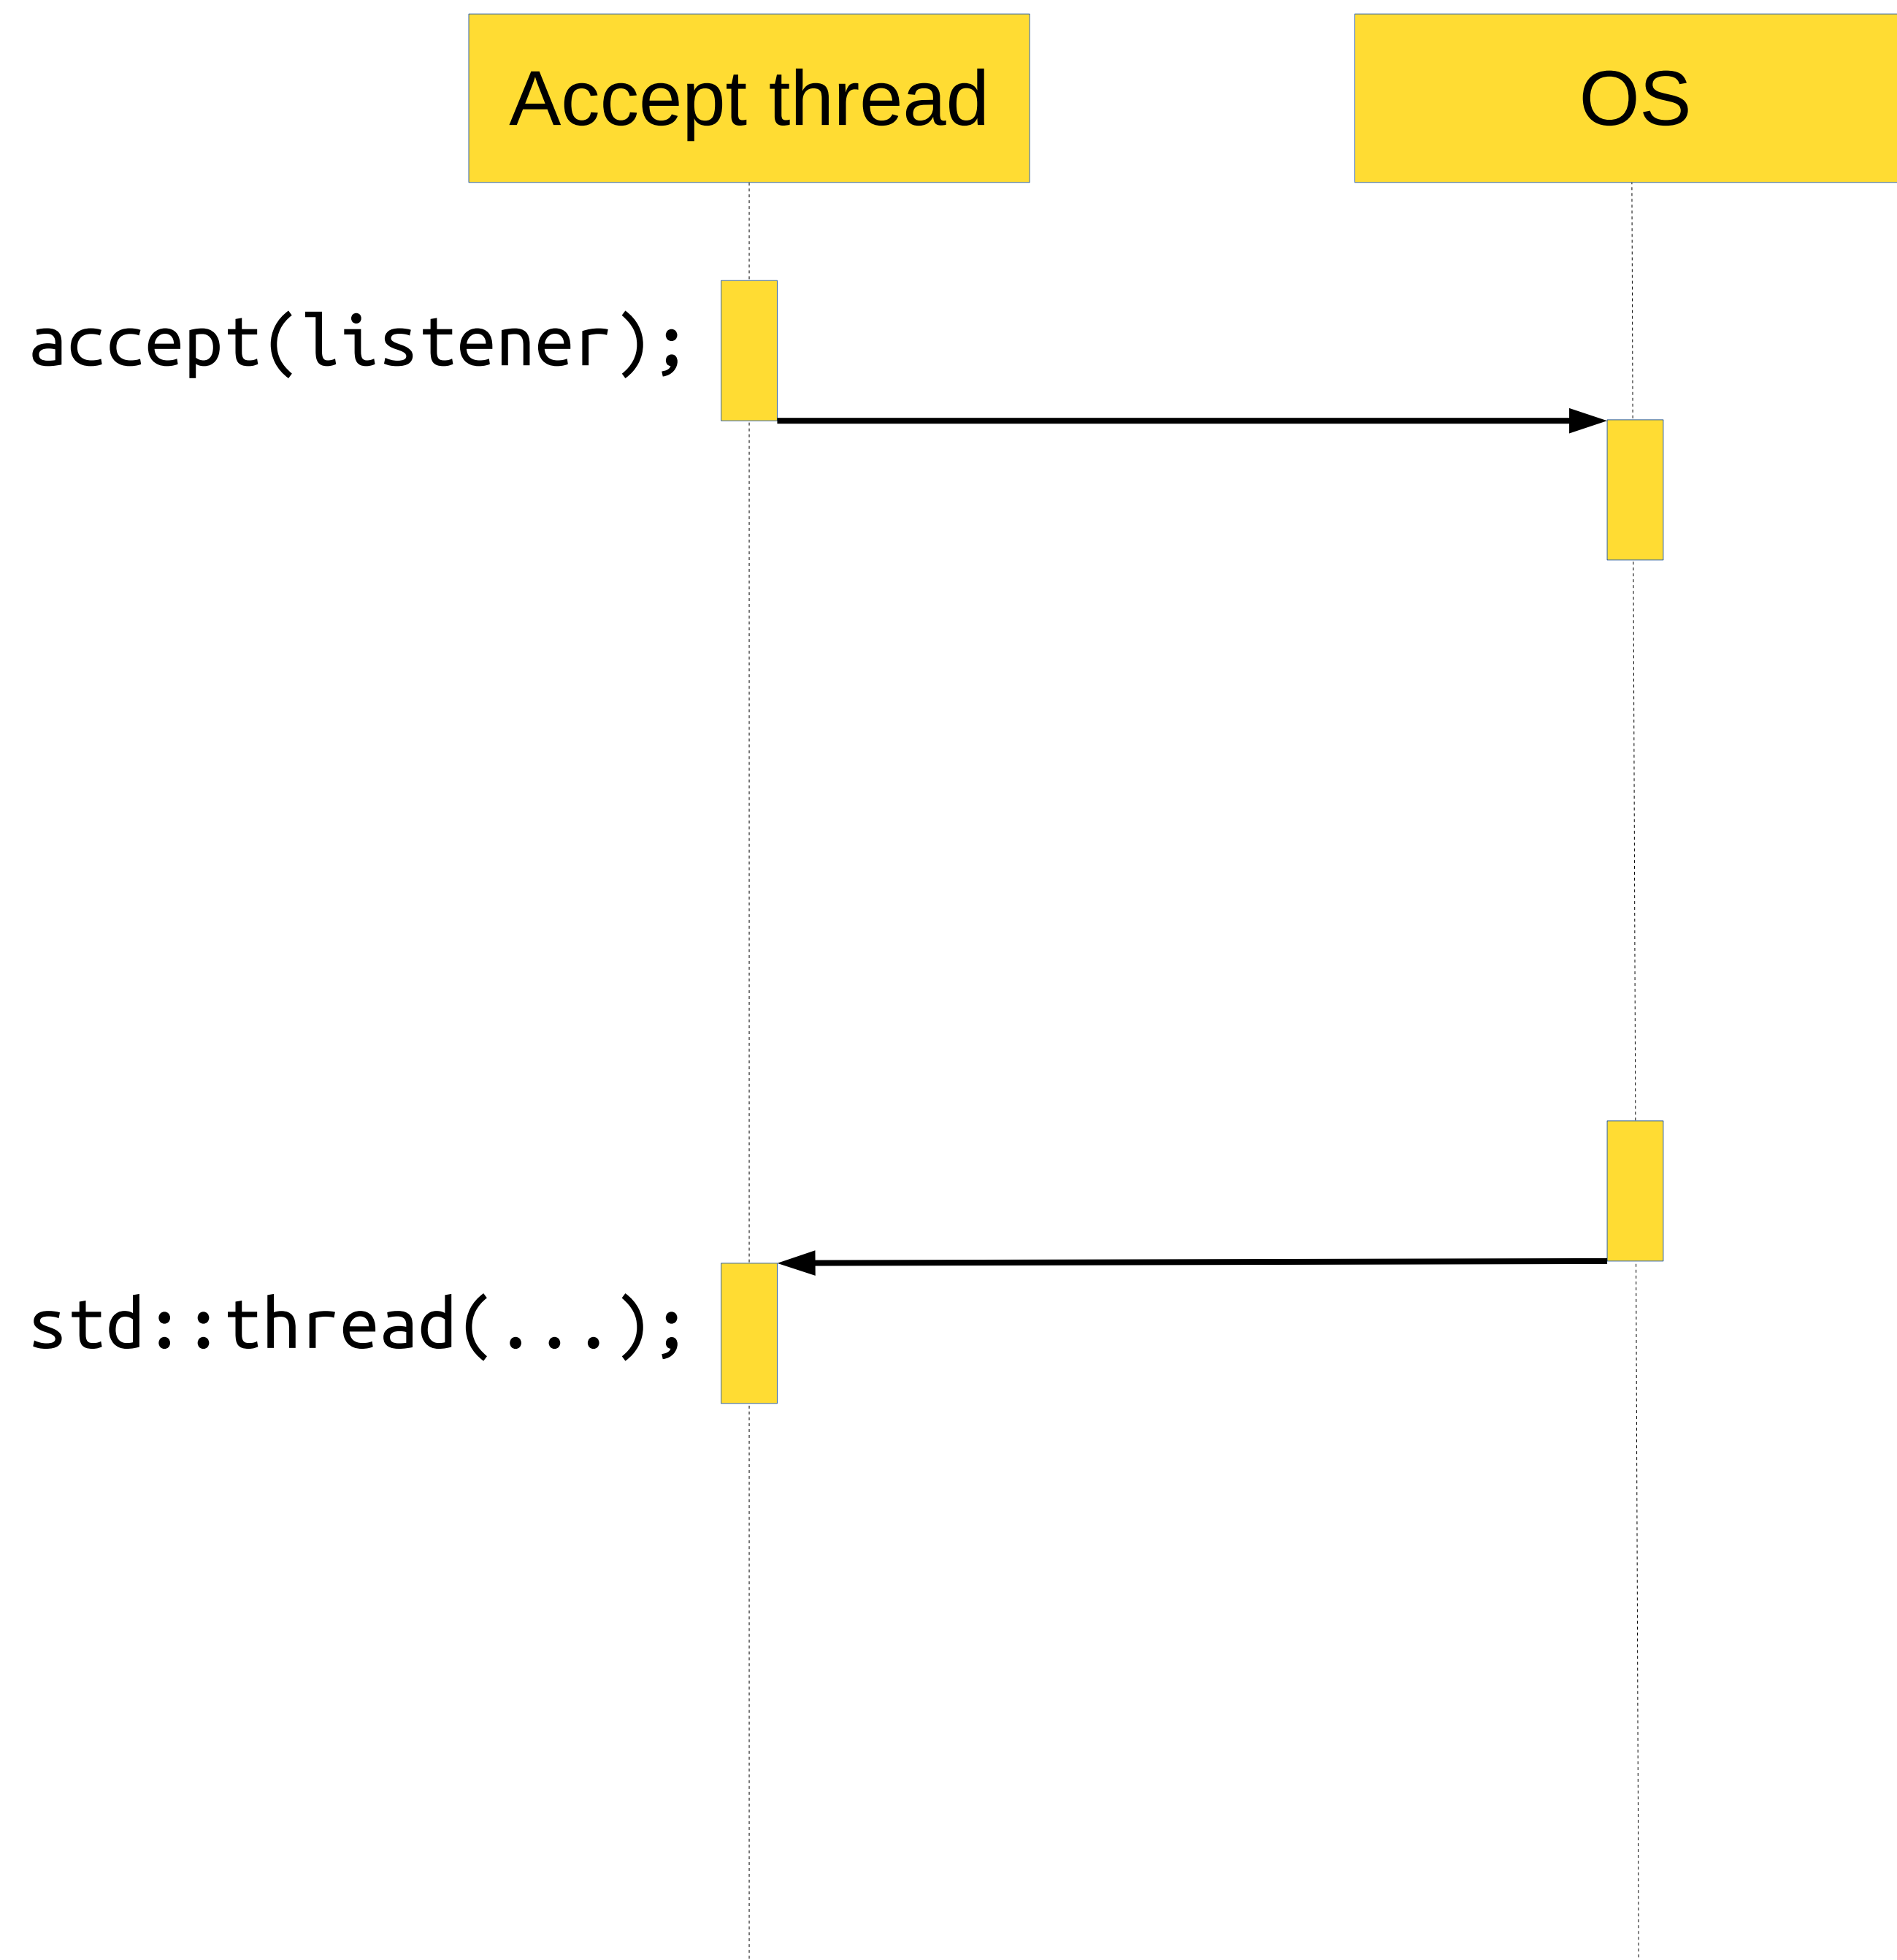 Accept thread
OS
accept(listener);
std::thread(...);